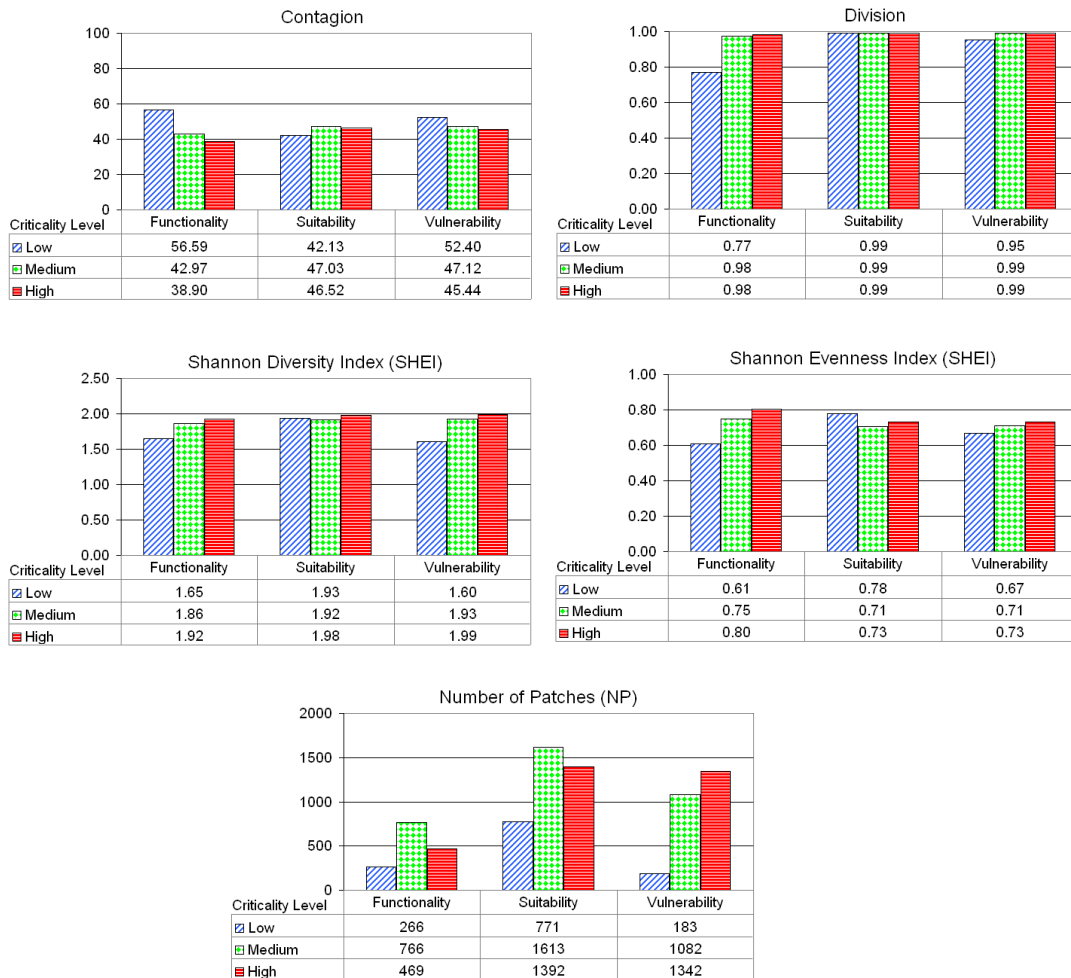 Contagion
100
80
60
40
20
0
Criticality Level Functionality Suitability Vulnerability
Low 56.59 42.13 52.40
Medium 42.97 47.03 47.12
High 38.90 46.52 45.44
Division
1.00
0.80
0.60
0.40
0.20
0.00
Criticality Level Functionality Suitability Vulnerability
Low 0.77 0.99 0.95
Medium 0.98 0.99 0.99
High 0.98 0.99 0.99
Shannon Diversity Index (SHEI)
2.50
2.00
1.50
1.00
0.50
0.00
Criticality Level Functionality Suitability Vulnerability
Low 1.65 1.93 1.60
Medium 1.86 1.92 1.93
High 1.92 1.98 1.99
Shannon Evenness Index (SHEI)
1.00
0.80
0.60
0.40
0.20
0.00
Criticality Level Functionality Suitability Vulnerability
Low 0.61 0.78 0.67
Medium 0.75 0.71 0.71
High 0.80 0.73 0.73
Number of Patches (NP)
2000
1500
1000
500
0
Criticality Level Functionality Suitability Vulnerability
Low 266 771 183
Medium 766 1613 1082
High 469 1392 1342